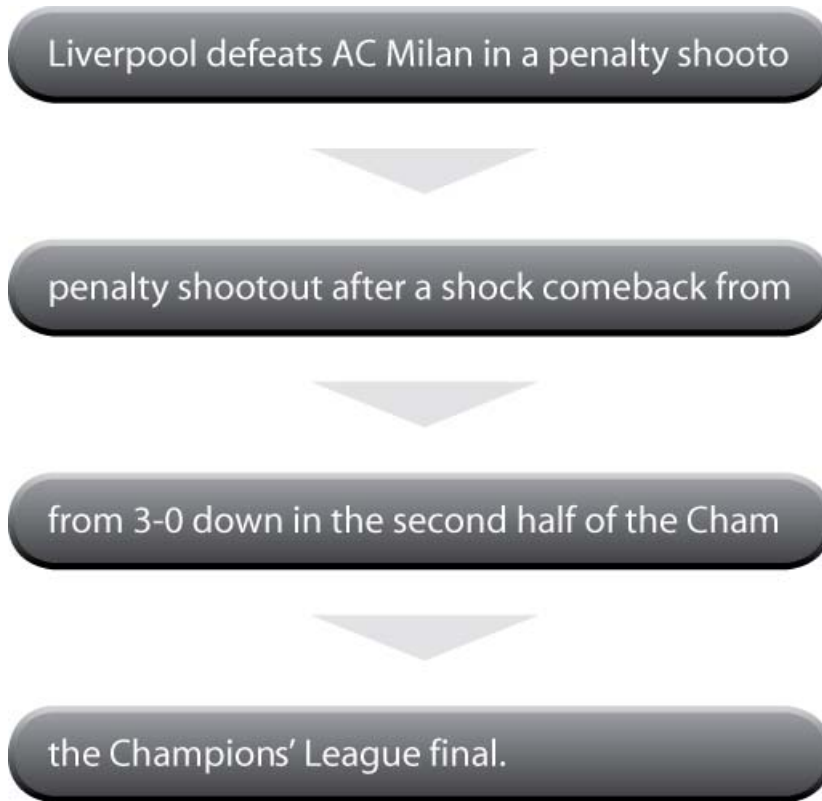 Liverpool defeats AC Milan in a penalty shooto
penalty shootout after a shock comeback from
from 3-0 down in the second half of the Cham
the Champions’ League final.